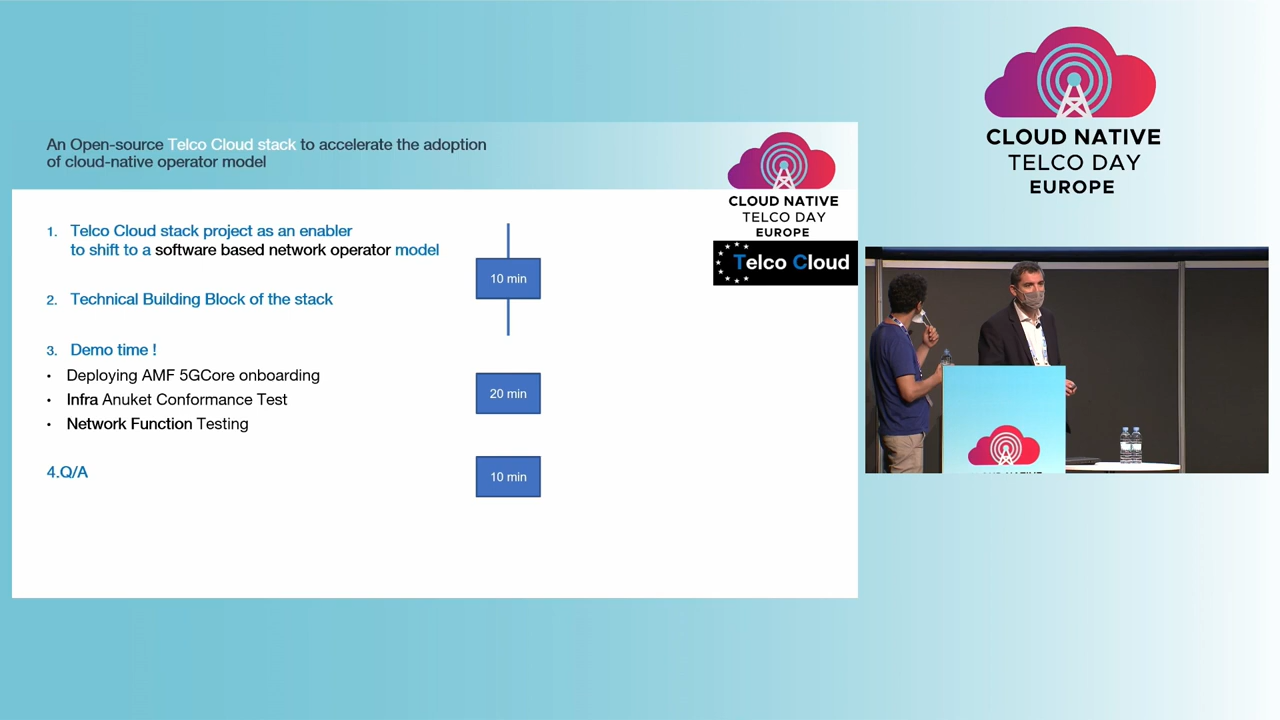 An Open-source Telco Cloud stack to accelerate the adoption
of cloud-native operator model
CLOUD NATIVE
TELCO DAY
EUROPE
Telco Cloud
1. Telco Cloud stack project as an enabler
to shift to a software based network operator model
10 min
2. Technical Building Block of the stack
3. Demo time !
• Deploying AMF 5GCore onboarding
• Infra Anuket Conformance Test
• Network Function Testing
20 min
4.Q/A
10 min
CLOUD NATIVE
TELCO DAY
EUROPE